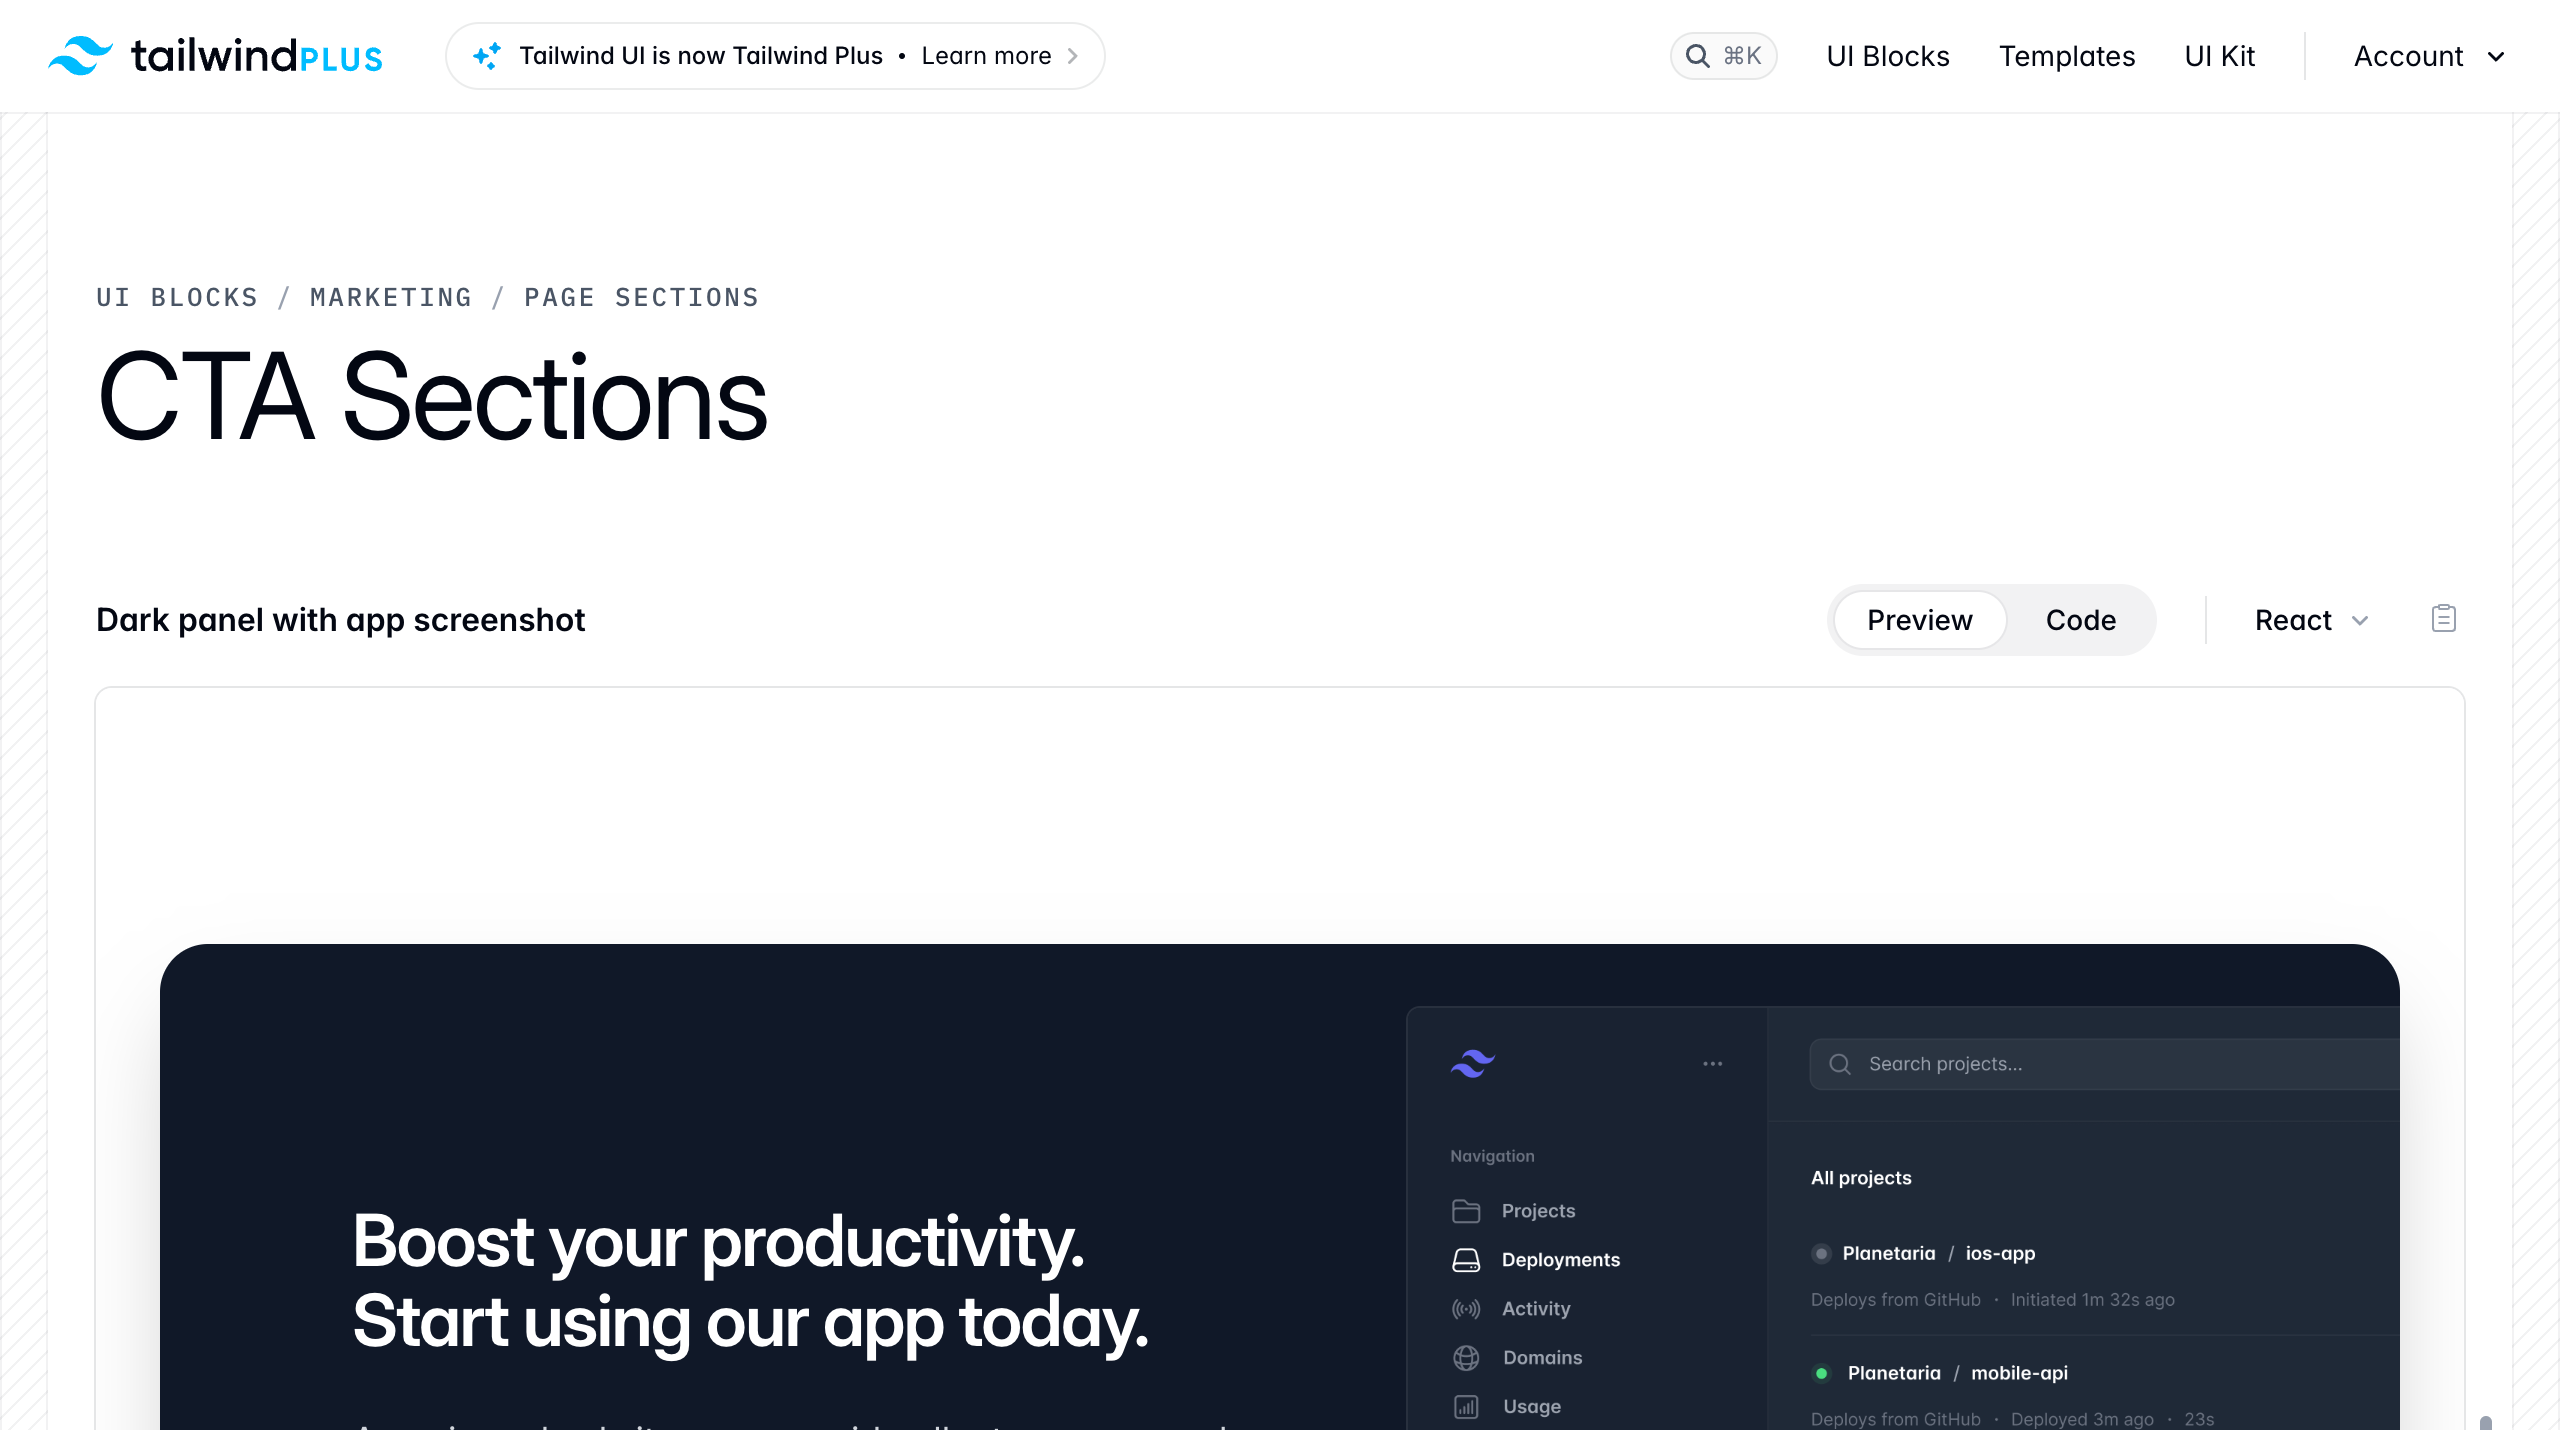 tailwindPLUS
Tailwind UI is now Tailwind Plus • Learn more
⌘K
UI Blocks
Templates
UI Kit
Account
UI BLOCKS / MARKETING / PAGE SECTIONS
CTA Sections
Dark panel with app screenshot
Preview
Code
React
Boost your productivity.
Start using our app today.
Navigation
Projects
Deployments
Activity
Domains
Usage
Search projects...
All projects
Planetaria / ios-app
Deploys from GitHub · Initiated 1m 32s ago
Planetaria / mobile-api
Deploys from GitHub · Deployed 3m ago · 23s